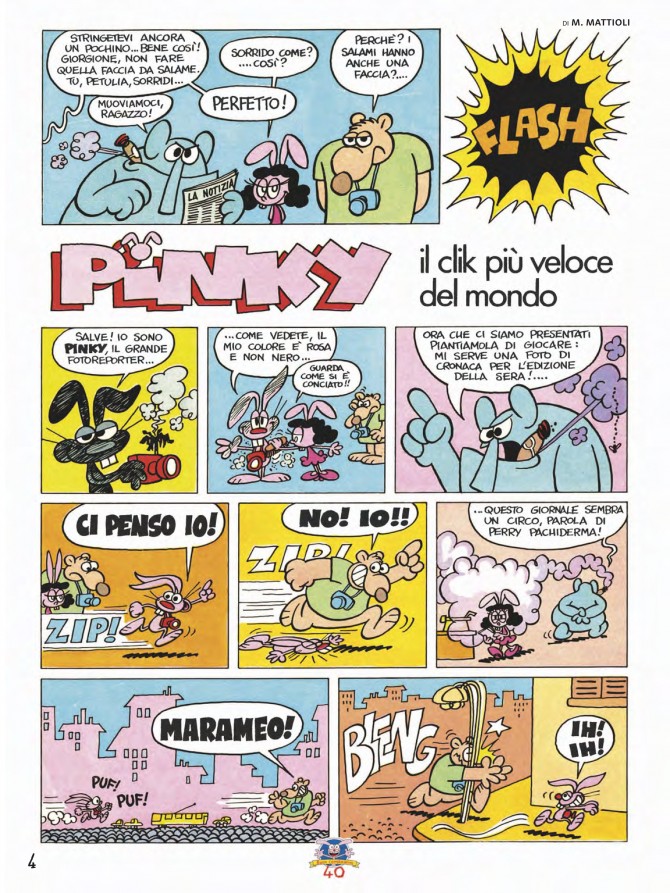 DI M. MATTIOLI
STRINGETEVI ANCORA
UN POCHINO... BENE COSÌ!
GIORGIONE, NON FARE
QUELLA FACCIA DA SALAME.
TU, PETULIA, SORRIDI...
MUOVIAMOCI,
RAGAZZO!
PERFETTO!
LA NOTIZIA
SORRIDO COME?
....COSÌ?
PERCHÈ? I
SALAMI HANNO
ANCHE UNA
FACCIA?....
FLASH
PINKY
il clik più veloce
del mondo
SALVE! IO SONO
PINKY, IL GRANDE
FOTOREPORTER...
...COME VEDETE, IL
MIO COLORE È ROSA
E NON NERO...
GUARDA
COME SI È
CONCIATO!!
ORA CHE CI SIAMO PRESENTATI
PIANTIAMOLA DI GIOCARE:
MI SERVE UNA FOTO DI
CRONACA PER L'EDIZIONE
DELLA SERA!....
CI PENSO IO!
ZIP!
NO! IO!!
ZIP!
...QUESTO GIORNALE SEMBRA
UN CIRCO, PAROLA DI
PERRY PACHIDERMA!
MARAMEO!
PUF!
PUF!
BLENG
IH!
IH!
4
40